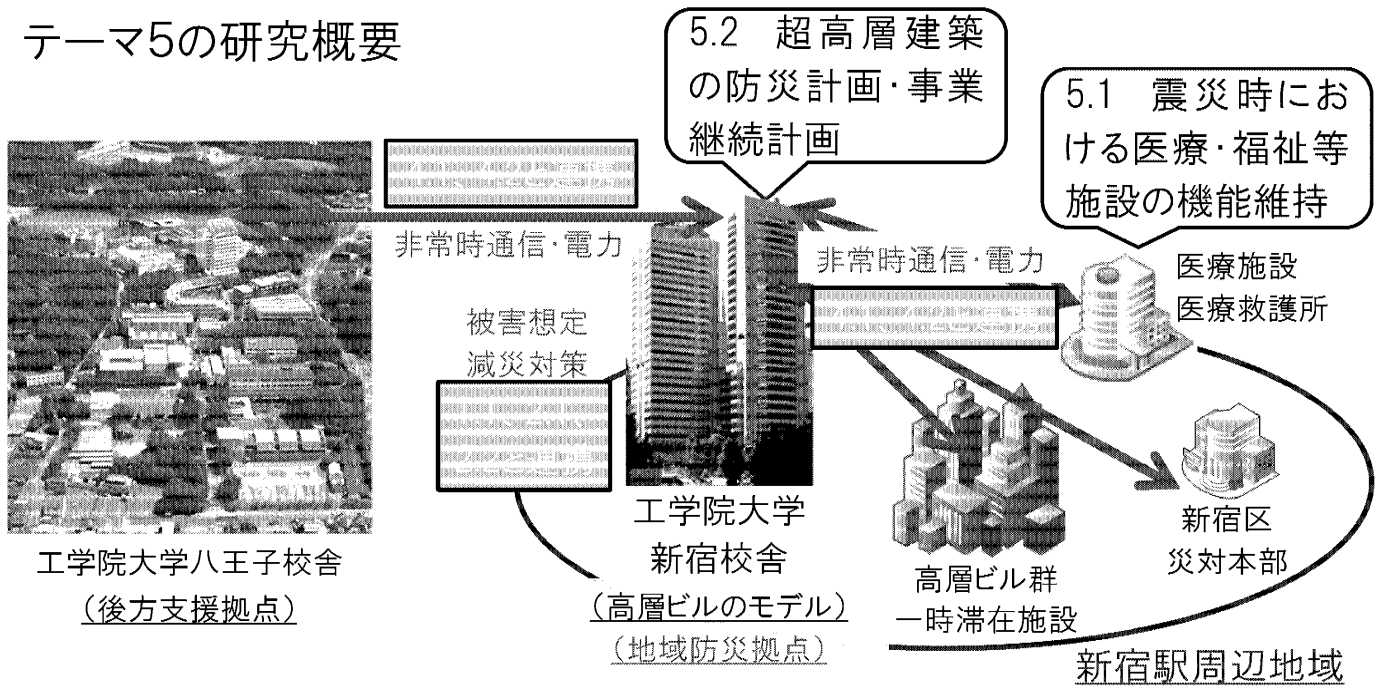 テーマ5の研究概要
5.2 超高層建築
の防災計画･事業
継続計画
5.1 震災時にお
ける医療･福祉等
施設の機能維持
非常時通信･電力
非常時通信･電力
医療施設
医療救護所
被害想定
減災対策
工学院大学
新宿校舎
(高層ビルのモデル)
(地域防災拠点)
工学院大学八王子校舎
(後方支援拠点)
高層ビル群
一時滞在施設
新宿区
災対本部
新宿駅周辺地域